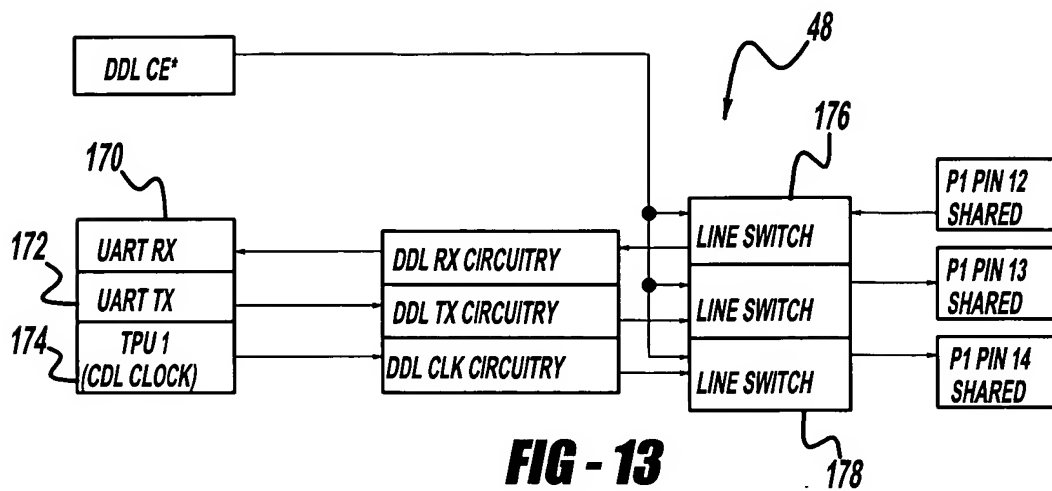 DDL CE*
48
176
170
P1 PIN 12
SHARED
UART RX
LINE SWITCH
DDL RX CIRCUITRY
172
UART TX
DDL TX CIRCUITRY
LINE SWITCH
P1 PIN 13
SHARED
174
TPU 1
(CDL CLOCK)
DDL CLK CIRCUITRY
LINE SWITCH
P1 PIN 14
SHARED
178
FIG - 13